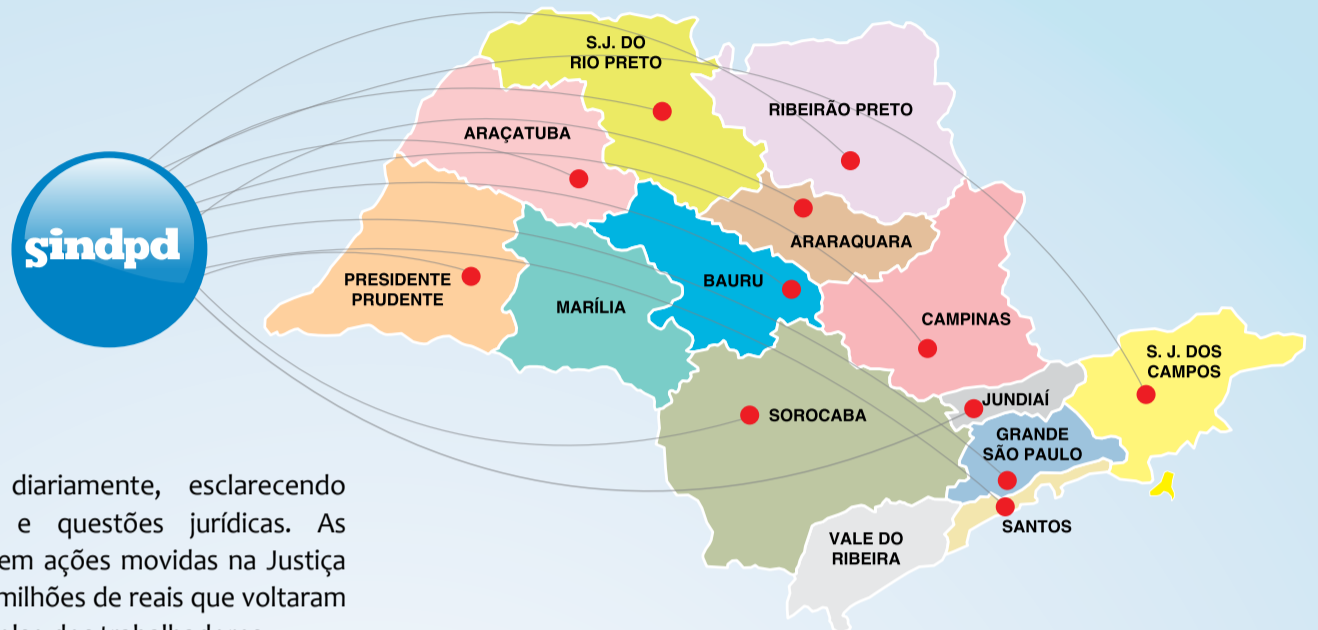 S.J. DO
RIO PRETO
RIBEIRÃO PRETO
ARAÇATUBA
sindpd
ARARAQUARA
PRESIDENTE
PRUDENTE
BAURU
MARÍLIA
CAMPINAS
S. J. DOS
CAMPOS
JUNDIAÍ
SOROCABA
GRANDE
SÃO PAULO
SANTOS
VALE DO
RIBEIRA
diariamente, esclarecendo
e questões jurídicas. As
em ações movidas na Justiça
milhões de reais que voltaram
dos trabalhadores